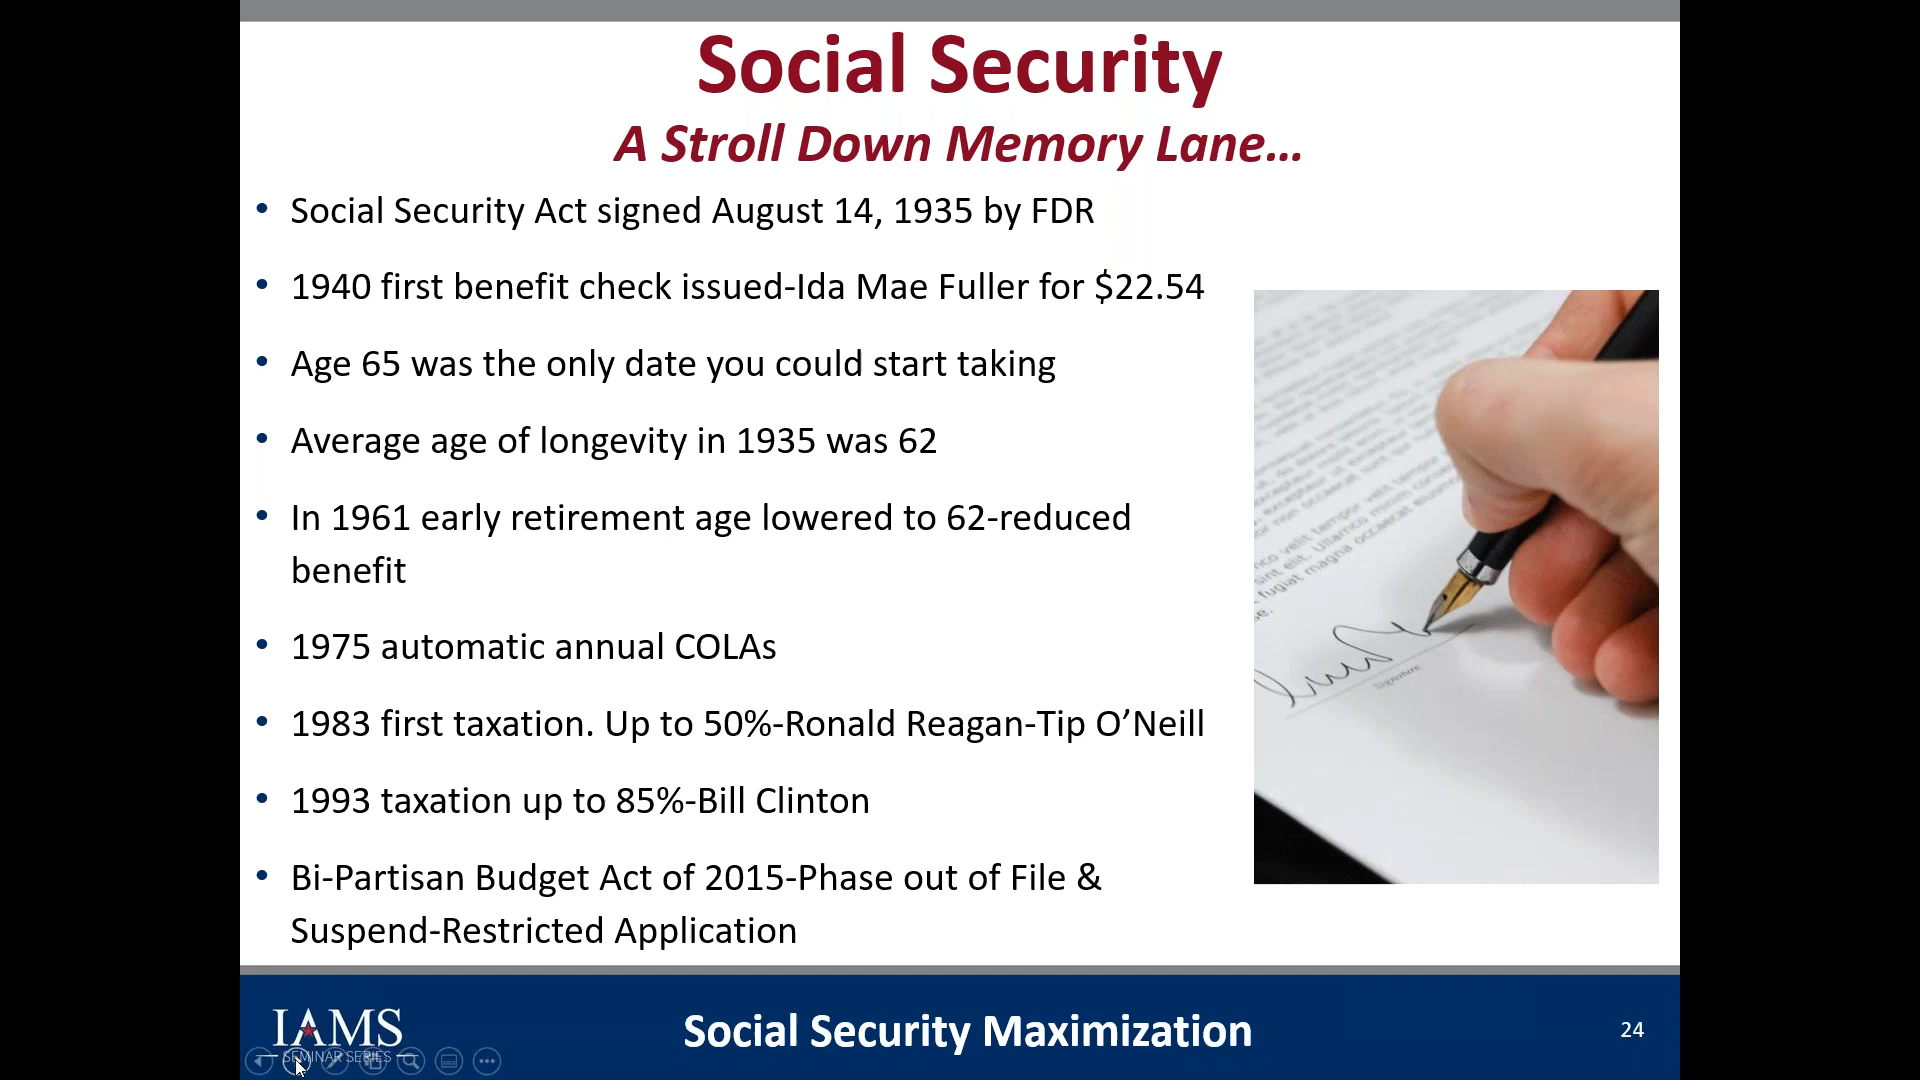 Social Security
A Stroll Down Memory Lane…
• Social Security Act signed August 14, 1935 by FDR
• 1940 first benefit check issued-Ida Mae Fuller for $22.54
• Age 65 was the only date you could start taking
• Average age of longevity in 1935 was 62
• In 1961 early retirement age lowered to 62-reduced
benefit
• 1975 automatic annual COLAs
• 1983 first taxation. Up to 50%-Ronald Reagan-Tip O’Neill
• 1993 taxation up to 85%-Bill Clinton
• Bi-Partisan Budget Act of 2015-Phase out of File &
Suspend-Restricted Application
Signature
IAMS
SEMINAR SERIES
Social Security Maximization
24